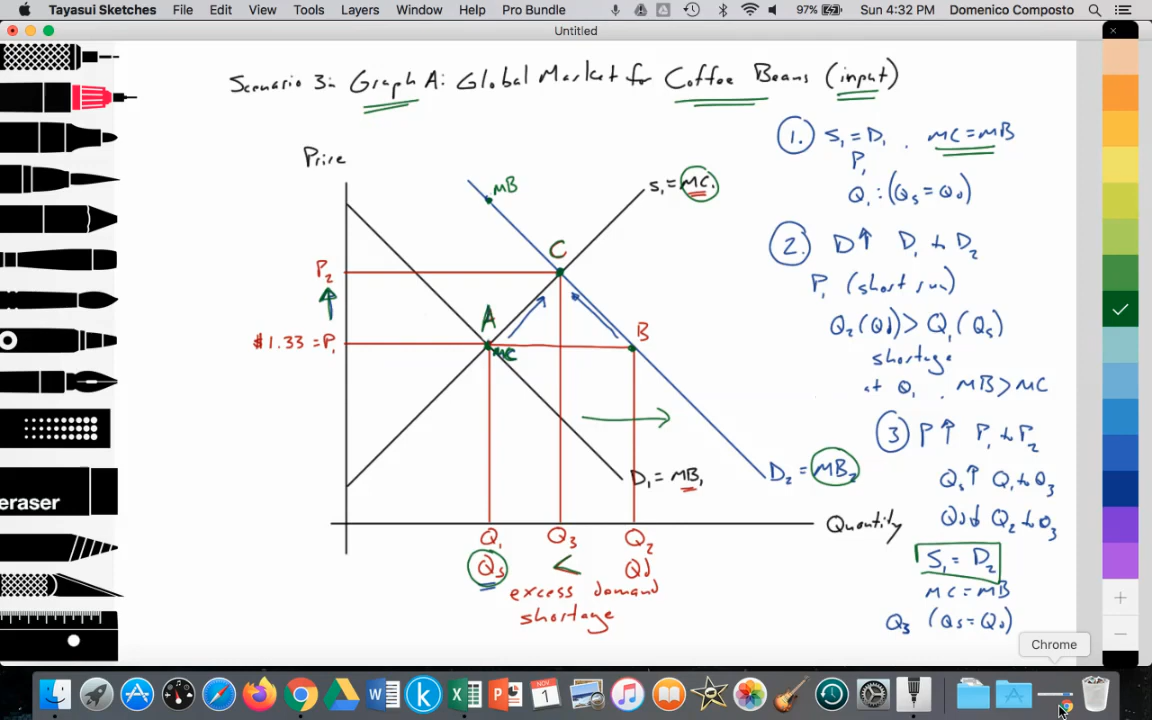 Tayasui Sketches File Edit View Tools Layers Window Help Pro Bundle 97% Sun 4:32 PM Domenico Composto
Untitled
Scenario 3: Graph A: Global Market for Coffee Beans (input)
Price
MB
S₁ = MC
C
P₂
A
B
$1.33 = P₁
MC
D₁ = MB₁
D₂ = MB₂
Quantity
Q₁ Q₃ Q₂
Qs < Qd
excess demand
shortage
1. S₁ = D₁ . MC = MB
P₁
Q₁ : (Qs = Qd)
2. D↑ D₁ to D₂
P₁ (short run)
Q₂ (Qd) > Q₁ (Qs)
shortage
at Q₁ MB > MC
3 P↑ P₁ to P₂
Qs↑ Q₁ to Q₃
Qd↓ Q₂ to Q₃
S₁ = D₂
MC = MB
Q₃ (Qs = Qd)
eraser
Chrome
W
k
X
P
NOV
1